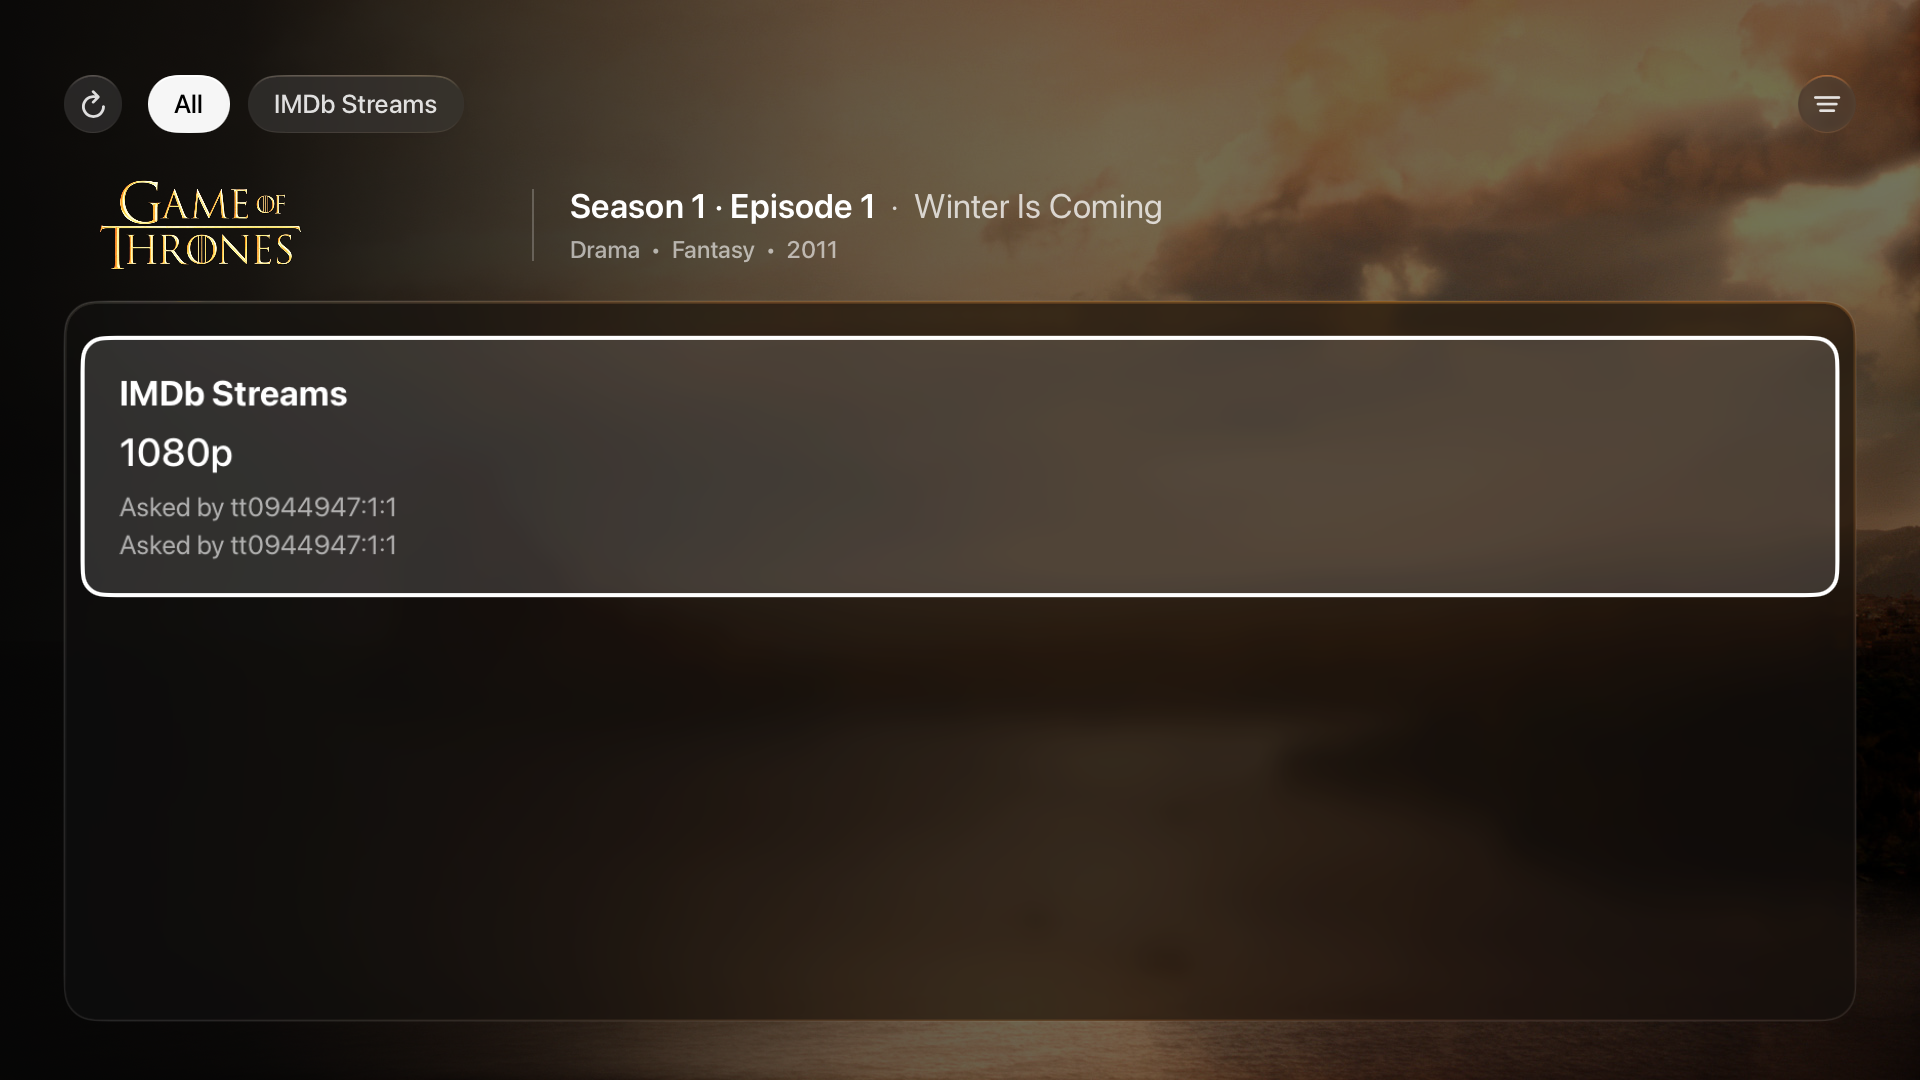 All
IMDb Streams
GAME OF
THRONES
Season 1 · Episode 1 · Winter Is Coming
Drama • Fantasy • 2011
IMDb Streams
1080p
Asked by tt0944947:1:1
Asked by tt0944947:1:1